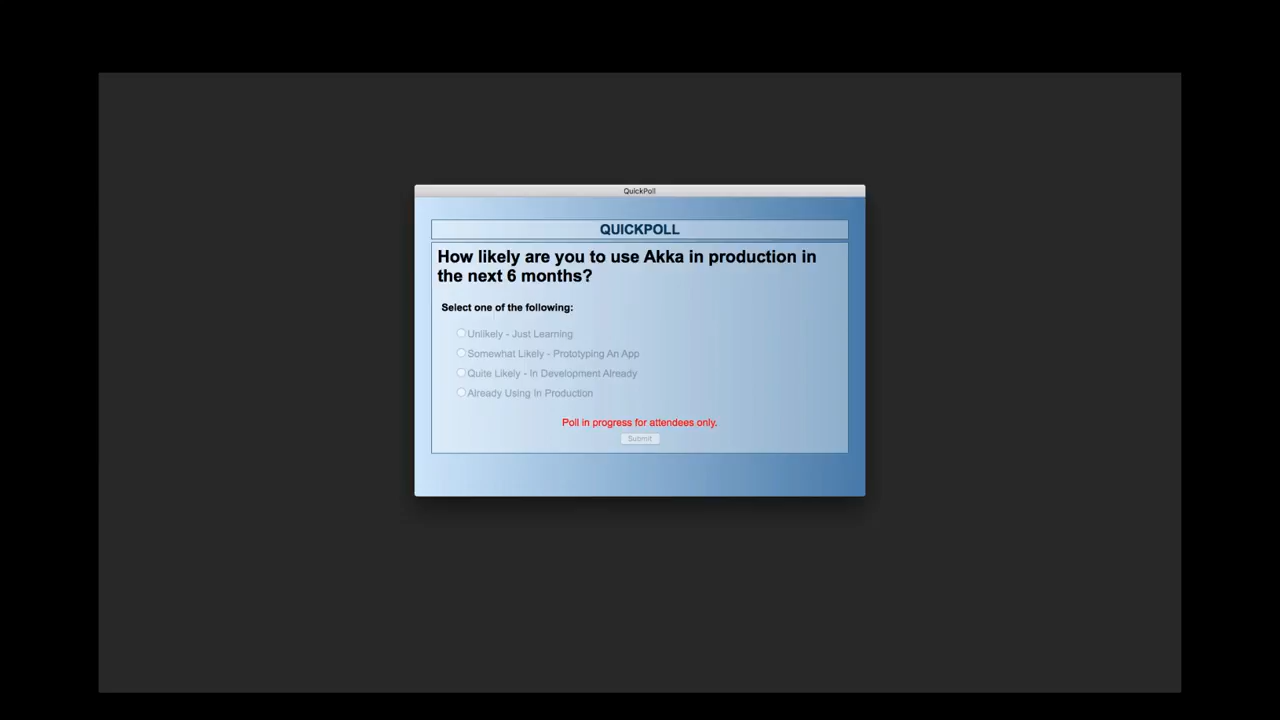 QuickPoll
QUICKPOLL
How likely are you to use Akka in production in
the next 6 months?
Select one of the following:
Unlikely - Just Learning
Somewhat Likely - Prototyping An App
Quite Likely - In Development Already
Already Using In Production
Poll in progress for attendees only.
Submit